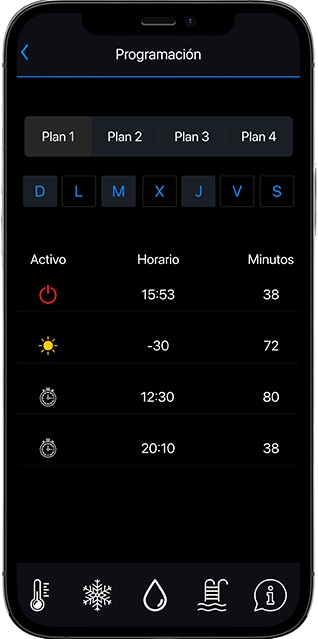 Programación
Plan 1 Plan 2 Plan 3 Plan 4
D L M X J V S
Activo Horario Minutos
15:53 38
-30 72
12:30 80
20:10 38